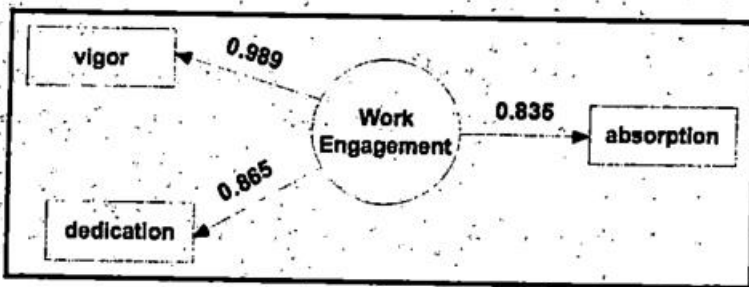 vigor
0.989
Work
Engagement
0.835
absorption
0.865
dedication